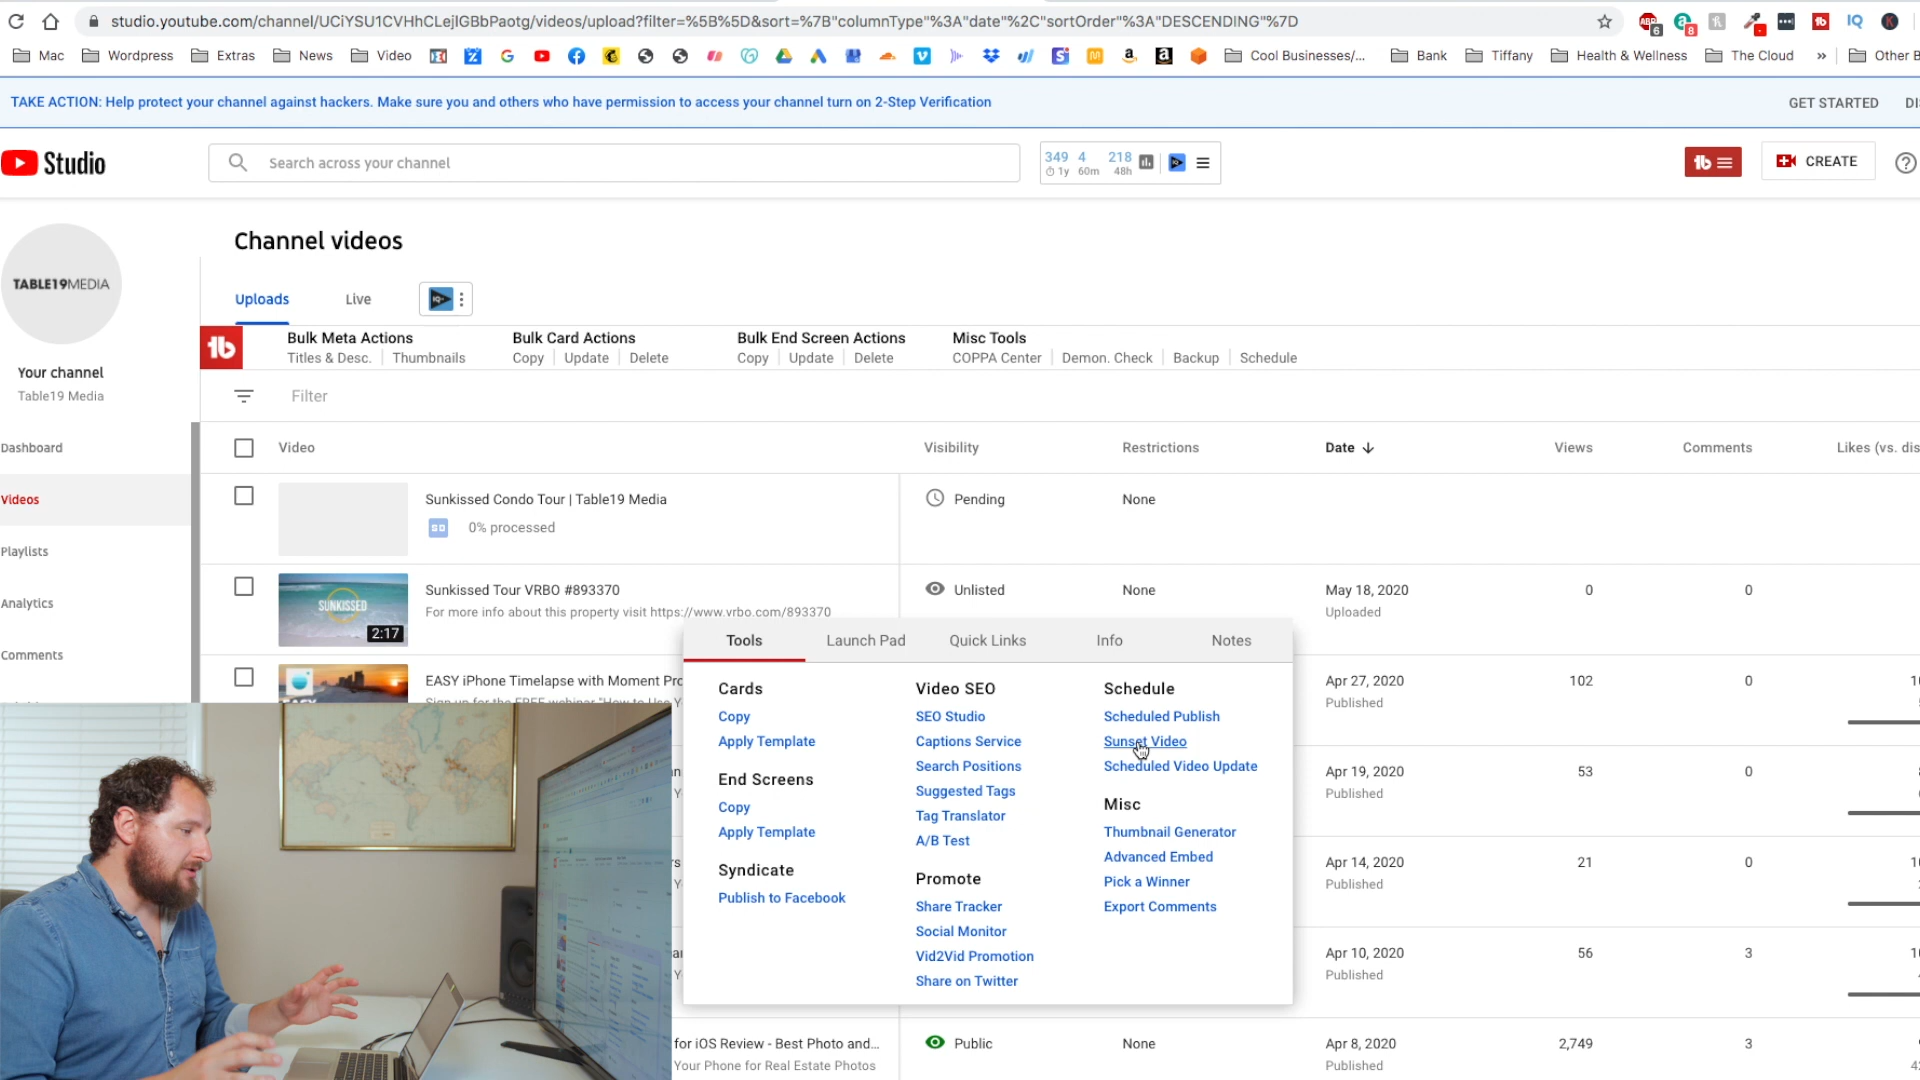 studio.youtube.com/channel/UCiYSU1CVHhCLejIGBbPaotg/videos/upload?filter=%5B%5D&sort=%7B"columnType"%3A"date"%2C"sortOrder"%3A"DESCENDING"%7D
Mac Wordpress Extras News Video Cool Businesses/... Bank Tiffany Health & Wellness The Cloud » Other B
TAKE ACTION: Help protect your channel against hackers. Make sure you and others who have permission to access your channel turn on 2-Step Verification GET STARTED DI
Studio Search across your channel 349 4 218 CREATE
1y 60m 48h
TABLE19MEDIA
Your channel
Table19 Media
Dashboard
Videos
Playlists
Analytics
Comments
Channel videos
Uploads Live
Bulk Meta Actions Bulk Card Actions Bulk End Screen Actions Misc Tools
Titles & Desc. Thumbnails Copy Update Delete Copy Update Delete COPPA Center Demon. Check Backup Schedule
Filter
Video Visibility Restrictions Date Views Comments Likes (vs. dis
Sunkissed Condo Tour | Table19 Media Pending None
SD 0% processed
Sunkissed Tour VRBO #893370 Unlisted None May 18, 2020 0 0
For more info about this property visit https://www.vrbo.com/893370 Uploaded
SUNKISSED
2:17
EASY iPhone Timelapse with Moment Pro Apr 27, 2020 102 0
Published
Apr 19, 2020 53 0
Published
Apr 14, 2020 21 0
Published
Apr 10, 2020 56 3
Published
for iOS Review - Best Photo and... Public None Apr 8, 2020 2,749 3
Your Phone for Real Estate Photos Published
Tools Launch Pad Quick Links Info Notes
Cards
Copy
Apply Template
End Screens
Copy
Apply Template
Syndicate
Publish to Facebook
Video SEO
SEO Studio
Captions Service
Search Positions
Suggested Tags
Tag Translator
A/B Test
Promote
Share Tracker
Social Monitor
Vid2Vid Promotion
Share on Twitter
Schedule
Scheduled Publish
Sunset Video
Scheduled Video Update
Misc
Thumbnail Generator
Advanced Embed
Pick a Winner
Export Comments